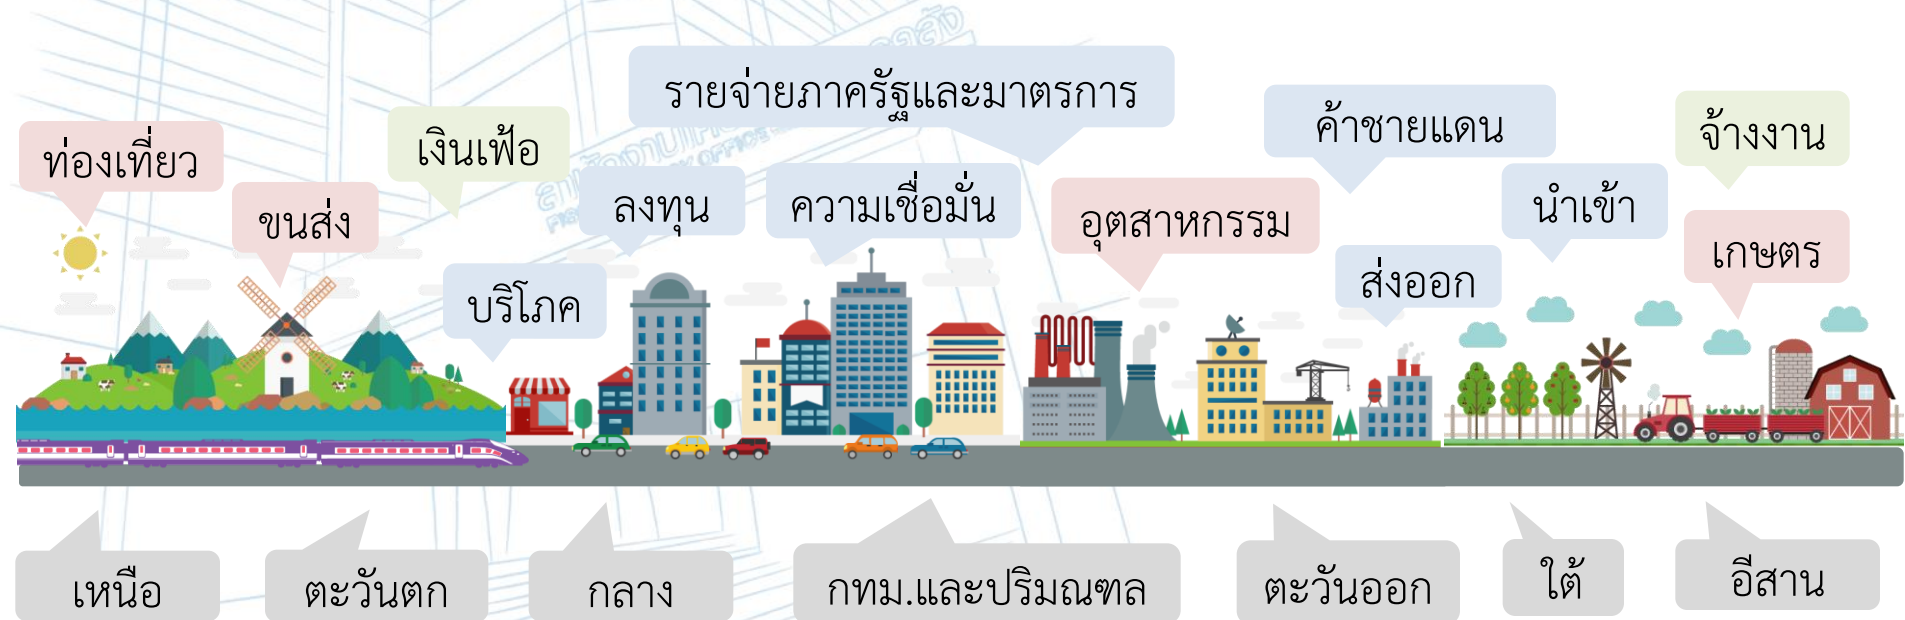 รายจ่ายภาครัฐและมาตรการ
ท่องเที่ยว
เงินเฟ้อ
ค้าชายแดน
จ้างงาน
ขนส่ง
ลงทุน
ความเชื่อมั่น
อุตสาหกรรม
นำเข้า
เกษตร
บริโภค
ส่งออก
เหนือ
ตะวันตก
กลาง
กทม.และปริมณฑล
ตะวันออก
ใต้
อีสาน